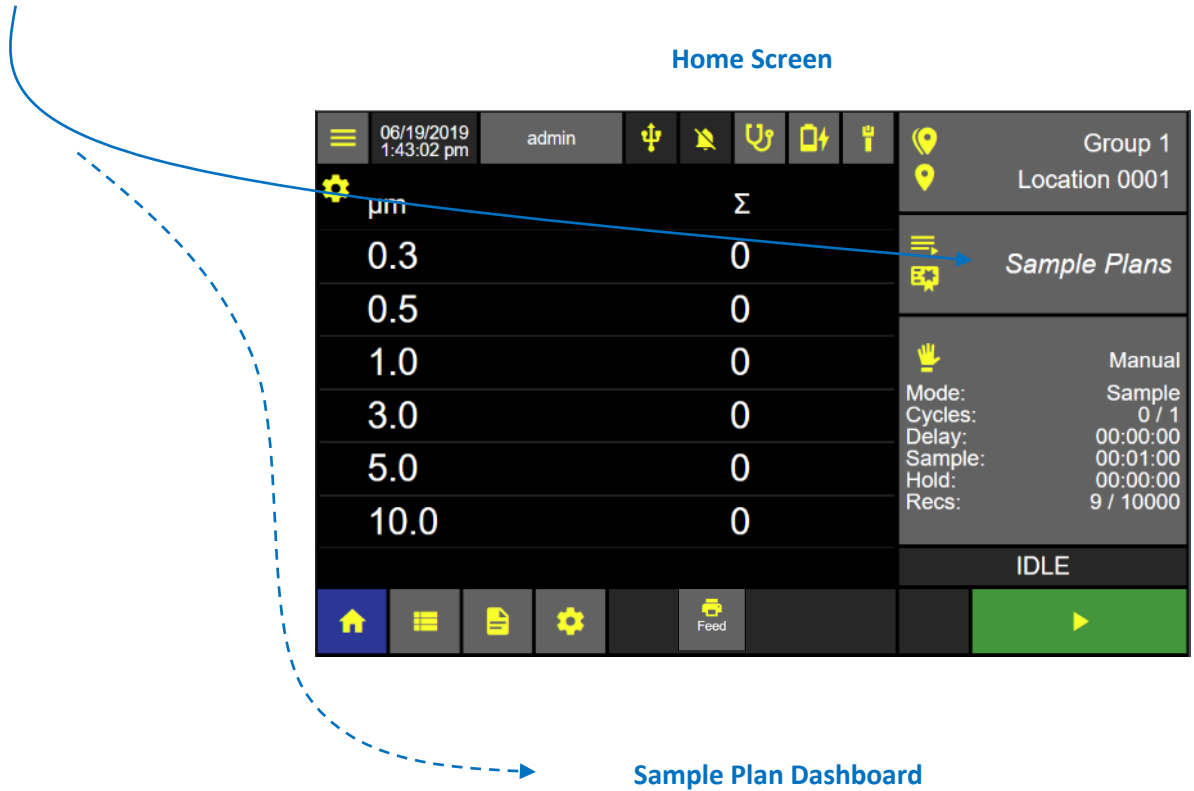 Home Screen
06/19/2019
1:43:02 pm
admin
Group 1
Location 0001
µm Σ
0.3 0
0.5 0
1.0 0
3.0 0
5.0 0
10.0 0
Sample Plans
Manual
Mode: Sample
Cycles: 0 / 1
Delay: 00:00:00
Sample: 00:01:00
Hold: 00:00:00
Recs: 9 / 10000
IDLE
Feed
Sample Plan Dashboard